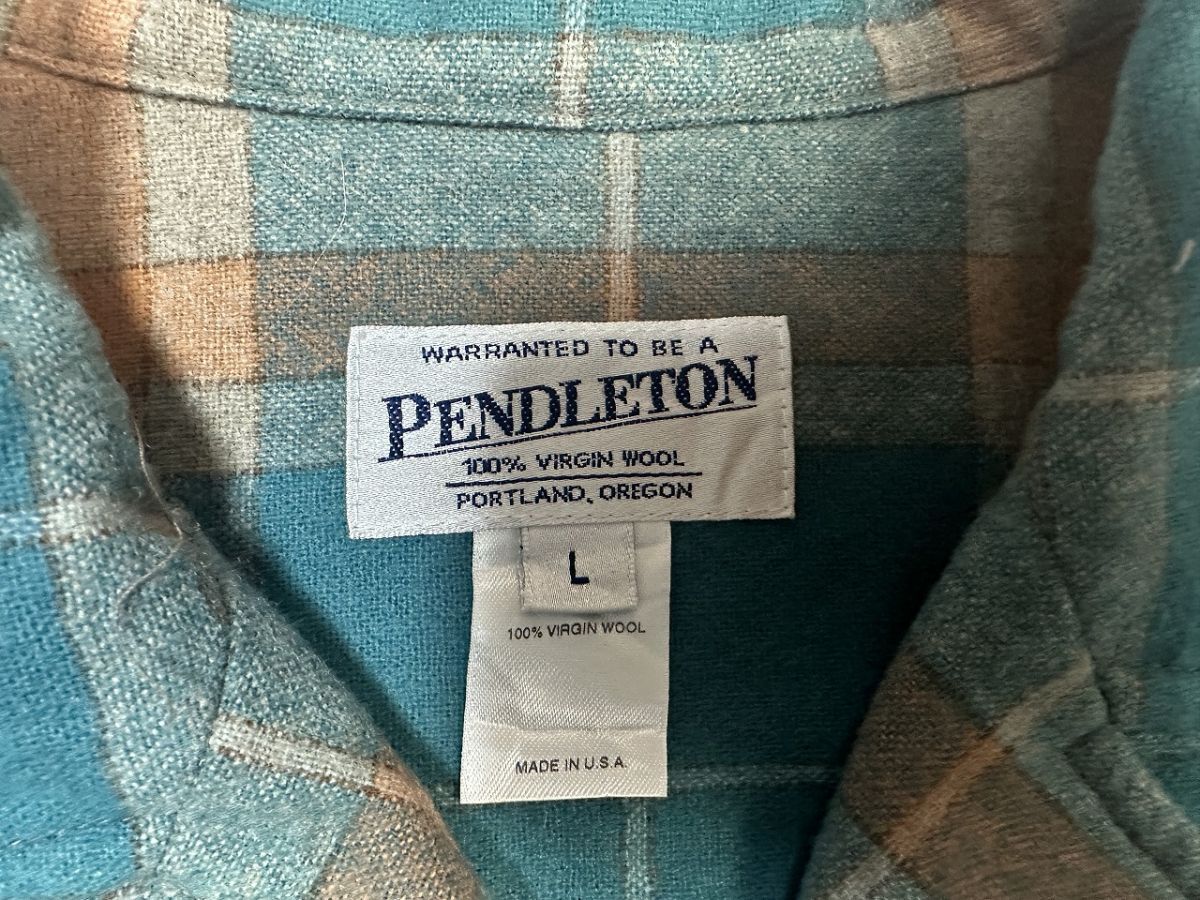 WARRANTED TO BE A
PENDLETON
100% VIRGIN WOOL
PORTLAND, OREGON
L
100% VIRGIN WOOL
MADE IN U.S.A.